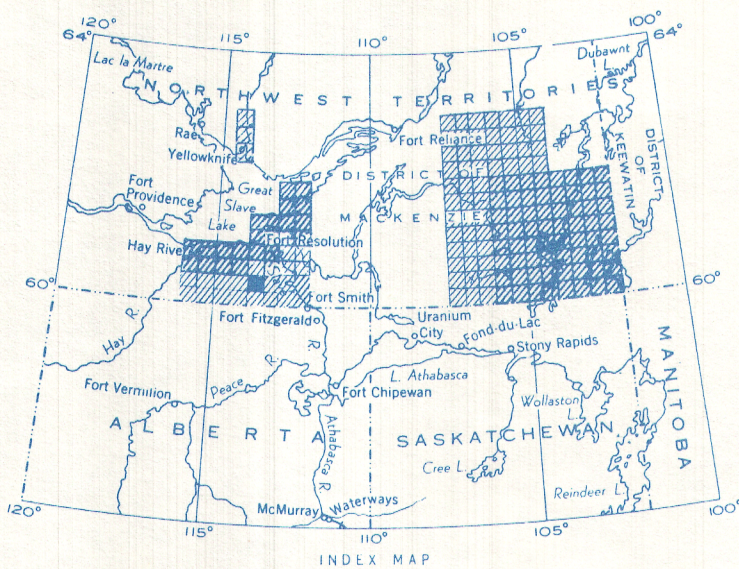 120°
115°
110°
105°
100°
64°
64°
Lac la Martre
Dubawnt
L.
NORTHWEST TERRITORIES
Rae
Yellowknife
Fort Reliance
DISTRICT OF
MACKENZIE
DISTRICT
OF
KEEWATIN
Fort
Providence
Great
Slave
Lake
Hay River
Fort Resolution
60°
60°
Fort Smith
Fort Fitzgerald
Hay R.
R.
Uranium
City
Fond-du-Lac
Stony Rapids
Fort Vermilion
Peace R.
L. Athabasca
Fort Chipewan
Wollaston
L.
MANITOBA
ALBERTA
SASKATCHEWAN
Athabasca R
Cree L.
Reindeer L.
McMurray
Waterways
120°
115°
110°
105°
100°
INDEX MAP